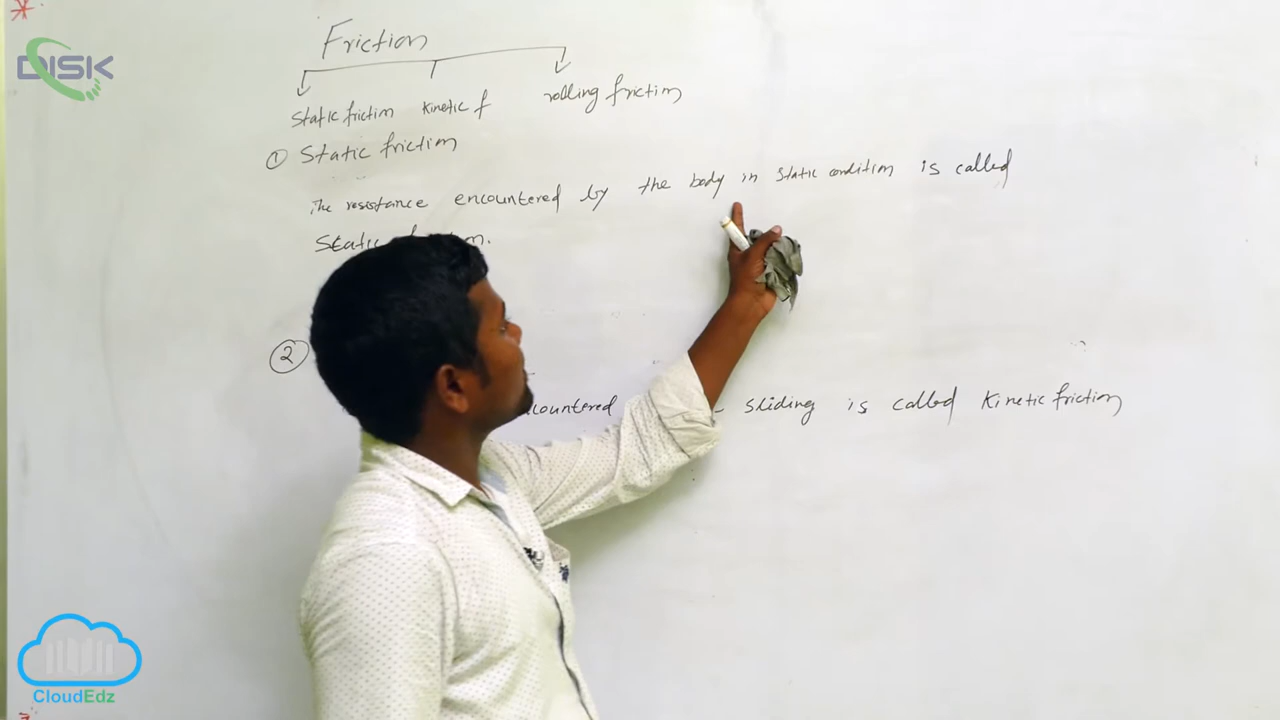 DISK
Friction
Static friction Kinetic f rolling friction
① Static friction
The resistance encountered by the body in static condition is called
Static
②
sliding is called Kinetic friction
CloudEdz